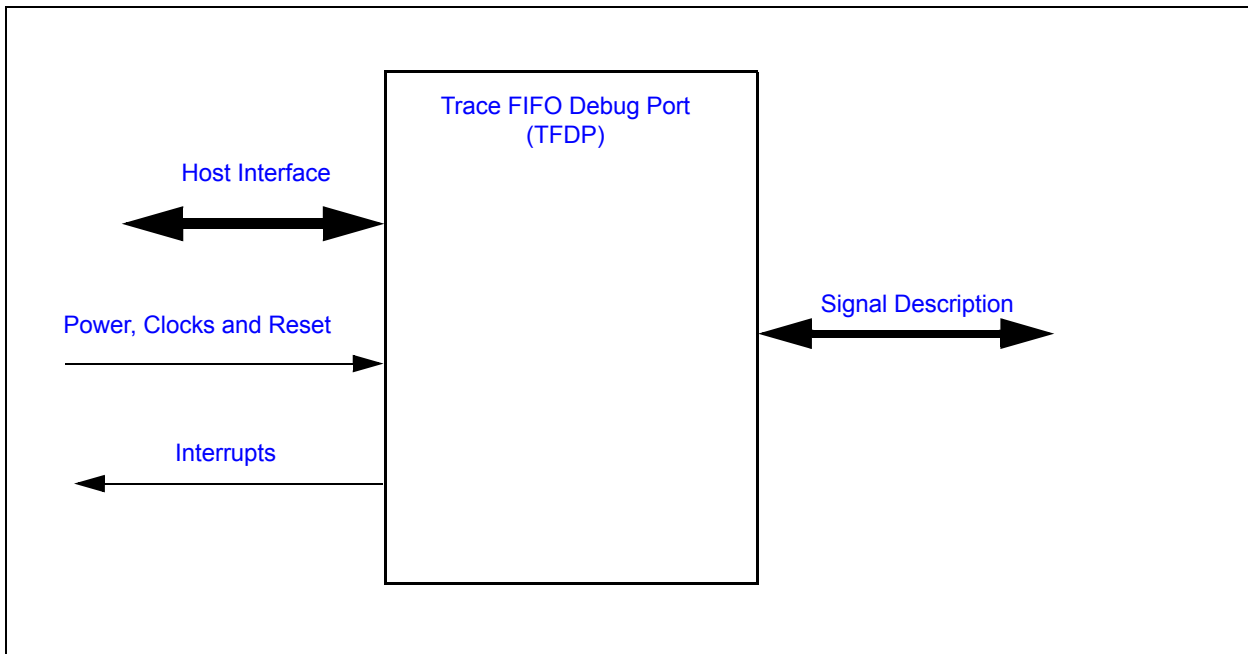 Trace FIFO Debug Port
(TFDP)
Host Interface
Signal Description
Power, Clocks and Reset
Interrupts